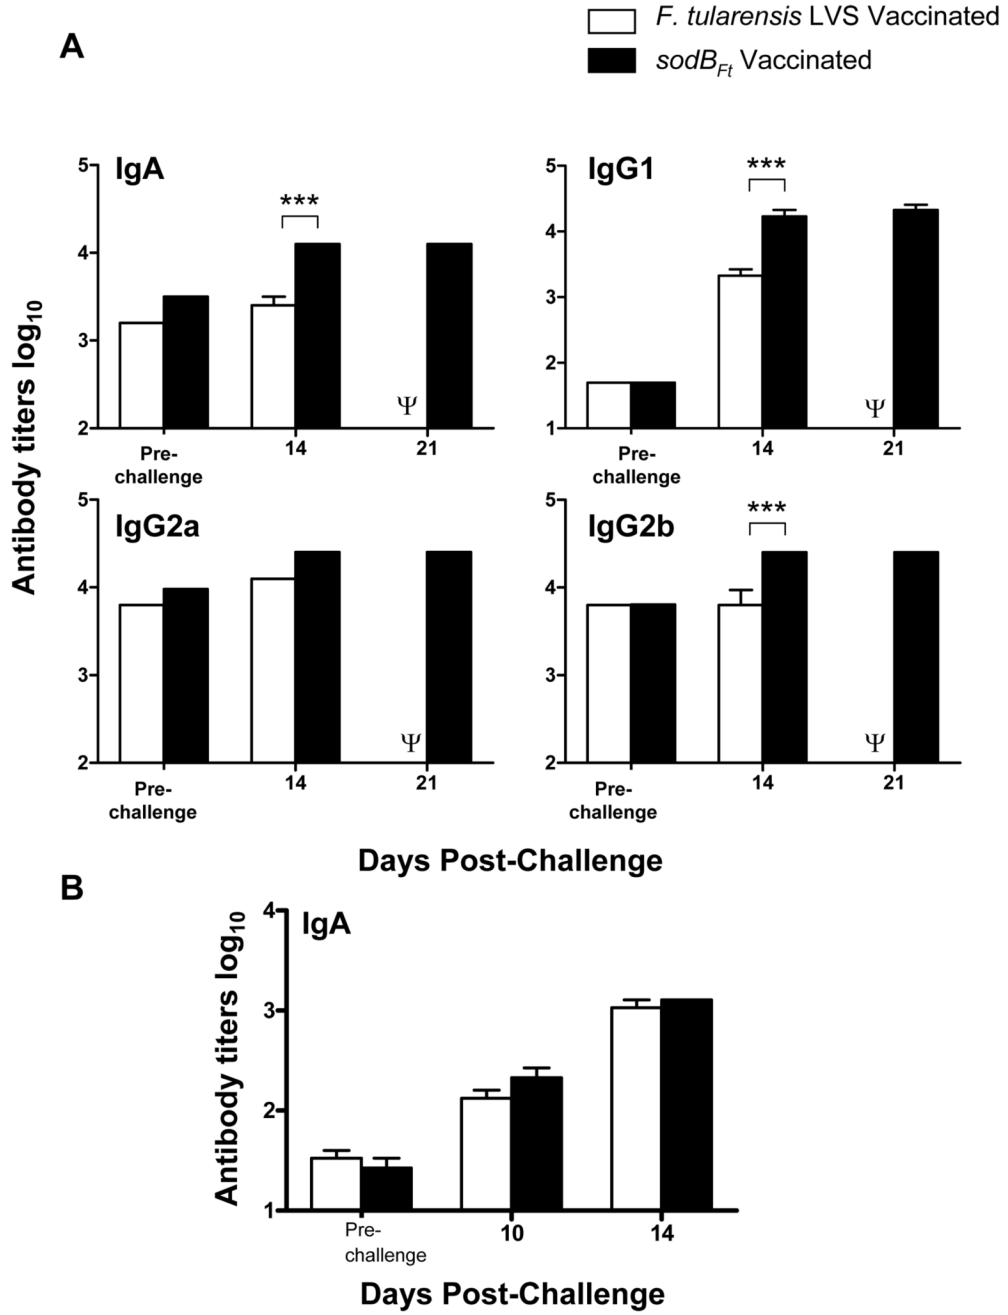 F. tularensis LVS Vaccinated
sodB_Ft Vaccinated
A
Antibody titers log10
IgA
5
4
3
2
***
Ψ
Pre-
challenge
14
21
IgG1
5
4
3
2
1
***
Ψ
Pre-
challenge
14
21
IgG2a
5
4
3
2
Ψ
Pre-
challenge
14
21
IgG2b
5
4
3
2
***
Ψ
Pre-
challenge
14
21
Days Post-Challenge
B
Antibody titers log10
IgA
4
3
2
1
Pre-
challenge
10
14
Days Post-Challenge